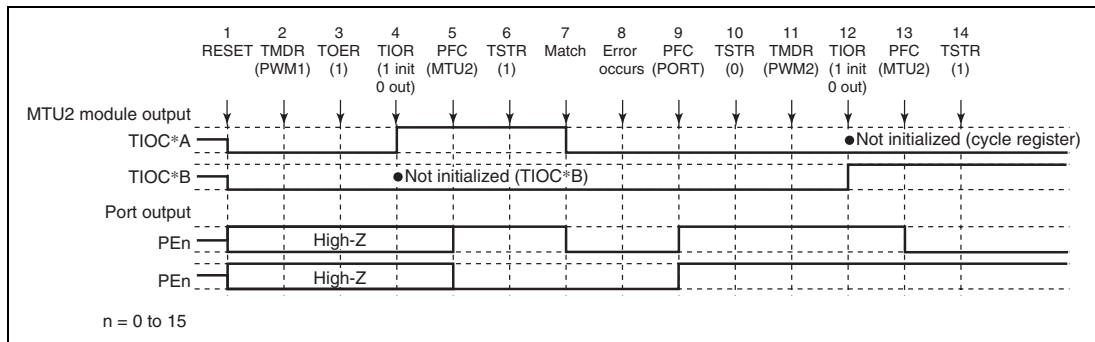 1 2 3 4 5 6 7 8 9 10 11 12 13 14
RESET TMDR TOER TIOR PFC TSTR Match Error PFC TSTR TMDR TIOR PFC TSTR
(PWM1) (1) (1 init (MTU2) (1) occurs (PORT) (0) (PWM2) (1 init (MTU2) (1)
0 out) 0 out)
MTU2 module output
TIOC*A ●Not initialized (cycle register)
TIOC*B ●Not initialized (TIOC*B)
Port output
PEn High-Z
PEn High-Z
n = 0 to 15